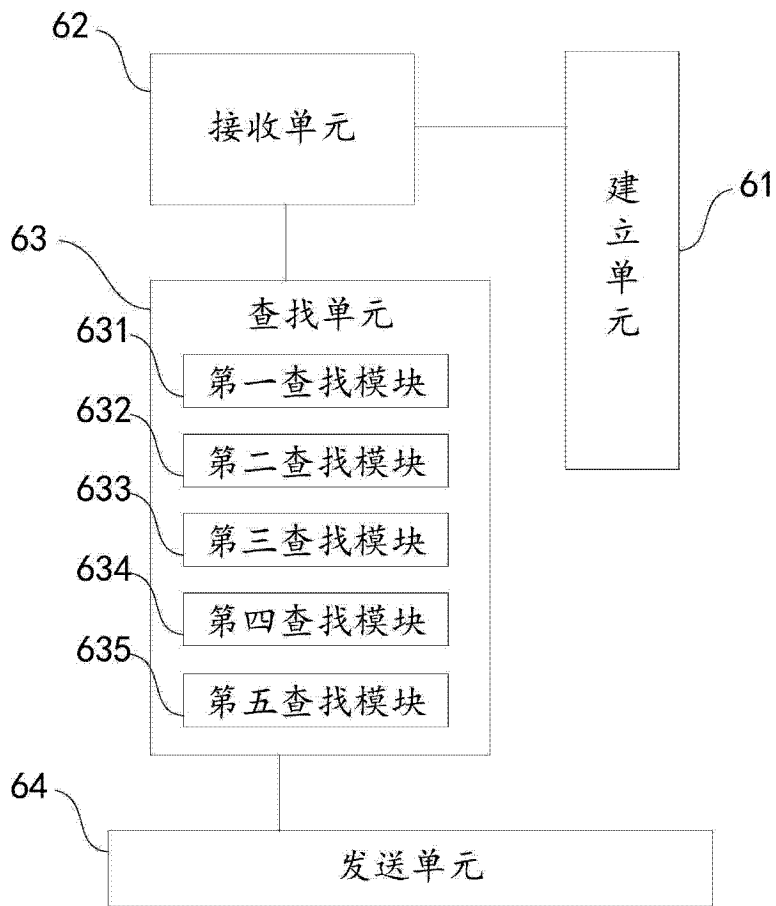 62
接收单元
建立单元
61
63
查找单元
631
第一查找模块
632
第二查找模块
633
第三查找模块
634
第四查找模块
635
第五查找模块
64
发送单元